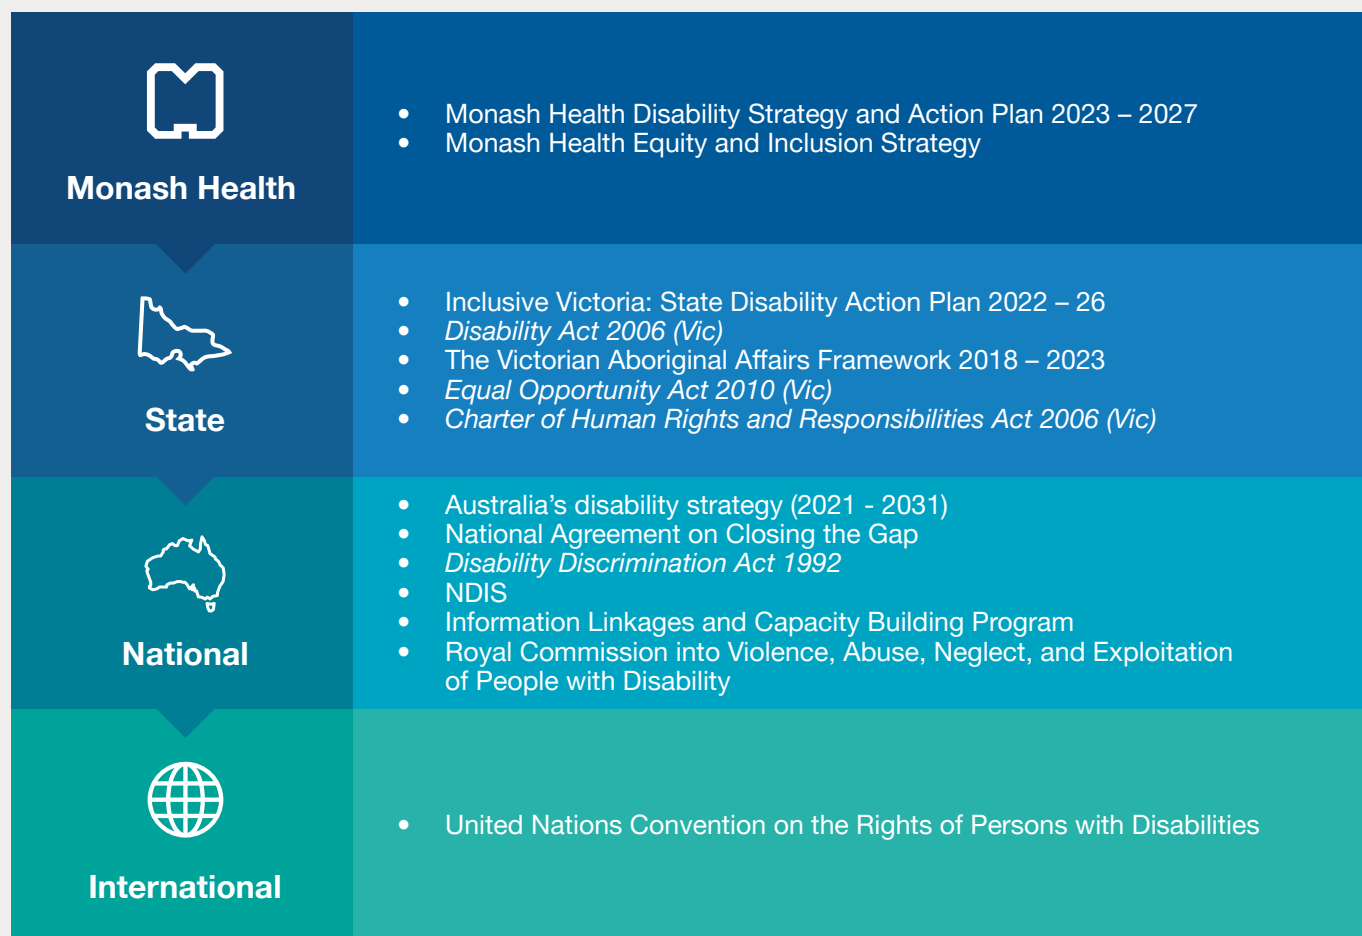 Monash Health
• Monash Health Disability Strategy and Action Plan 2023 – 2027
• Monash Health Equity and Inclusion Strategy
State
• Inclusive Victoria: State Disability Action Plan 2022 – 26
• Disability Act 2006 (Vic)
• The Victorian Aboriginal Affairs Framework 2018 – 2023
• Equal Opportunity Act 2010 (Vic)
• Charter of Human Rights and Responsibilities Act 2006 (Vic)
National
• Australia’s disability strategy (2021 - 2031)
• National Agreement on Closing the Gap
• Disability Discrimination Act 1992
• NDIS
• Information Linkages and Capacity Building Program
• Royal Commission into Violence, Abuse, Neglect, and Exploitation
of People with Disability
International
• United Nations Convention on the Rights of Persons with Disabilities